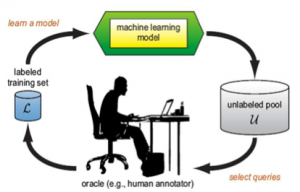 learn a model
machine learning
model
labeled
training set
ℒ
unlabeled pool
𝒰
select queries
oracle (e.g., human annotator)